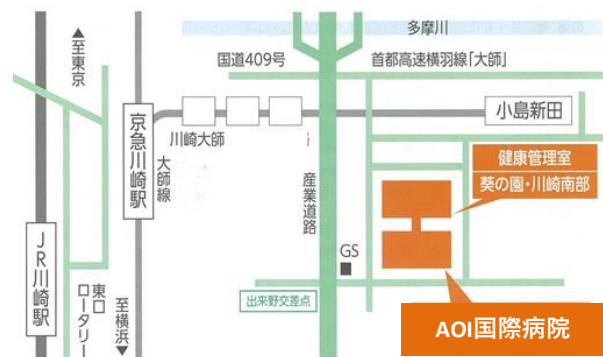 多摩川
▲至東京
国道409号
首都高速横羽線「大師」
京急川崎駅
川崎大師
大師線
小島新田
産業道路
健康管理室
葵の園・川崎南部
JR川崎駅
東口
ロータリー
至横浜▼
GS
出来野交差点
AOI国際病院